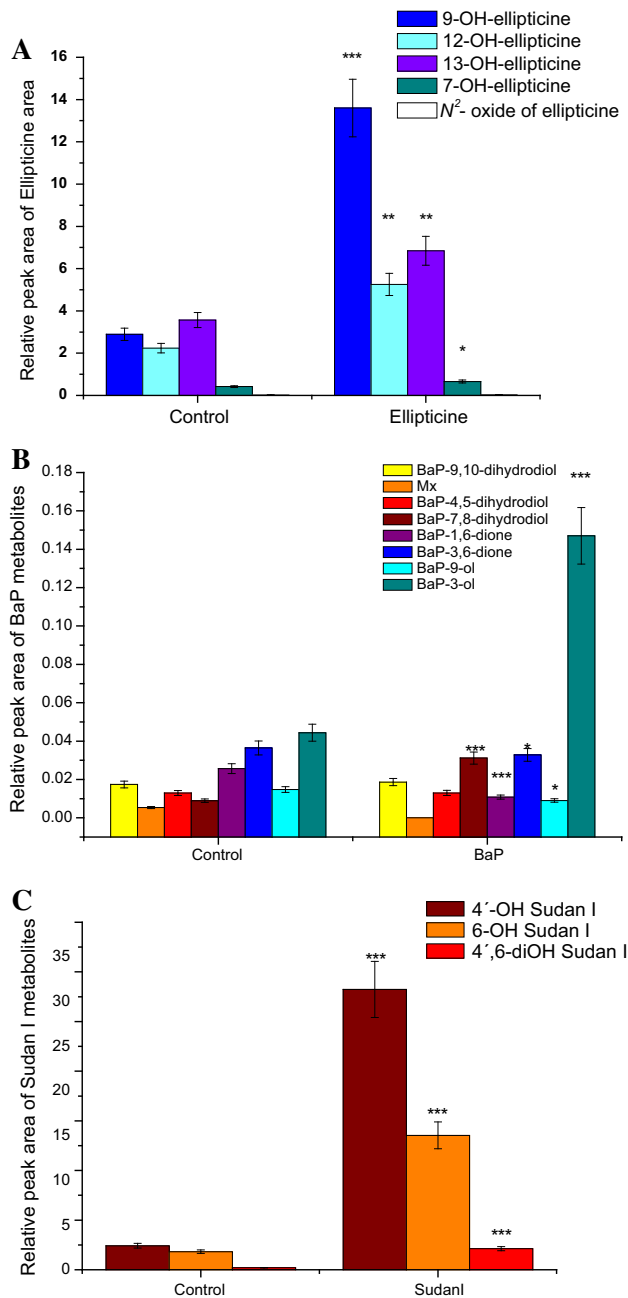 A
9-OH-ellipticine
12-OH-ellipticine
13-OH-ellipticine
7-OH-ellipticine
N²- oxide of ellipticine
***
**
**
*
Relative peak area of Ellipticine area
16
14
12
10
8
6
4
2
0
Control
Ellipticine
B
BaP-9,10-dihydrodiol
Mx
BaP-4,5-dihydrodiol
BaP-7,8-dihydrodiol
BaP-1,6-dione
BaP-3,6-dione
BaP-9-ol
BaP-3-ol
***
***
***
*
*
Relative peak area of BaP metabolites
0.18
0.16
0.14
0.12
0.10
0.08
0.06
0.04
0.02
0.00
Control
BaP
C
4´-OH Sudan I
6-OH Sudan I
4´,6-diOH Sudan I
***
***
***
Relative peak area of Sudan I metabolites
35
30
25
20
15
10
5
0
Control
SudanI